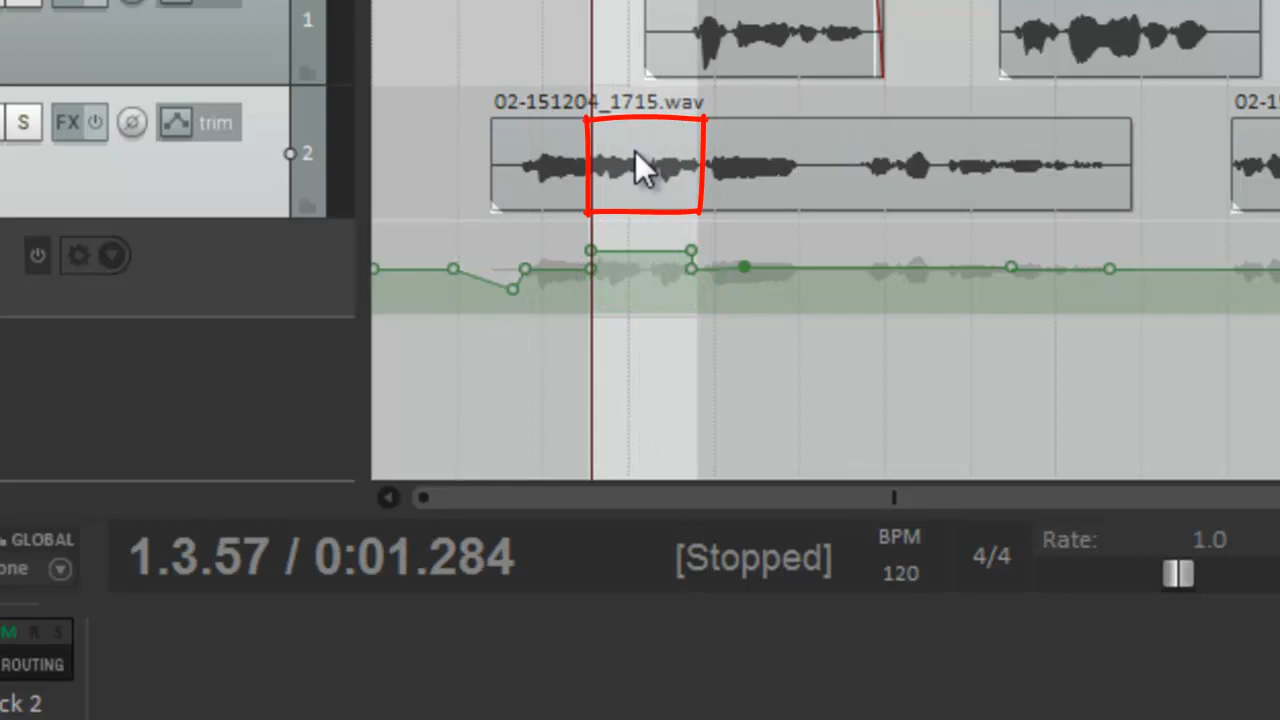 1
02-151204_1715.wav
02-1
S
FX
trim
2
GLOBAL
one
1.3.57 / 0:01.284
[Stopped]
BPM
120
4/4
Rate:
1.0
M R S
ROUTING
ck 2